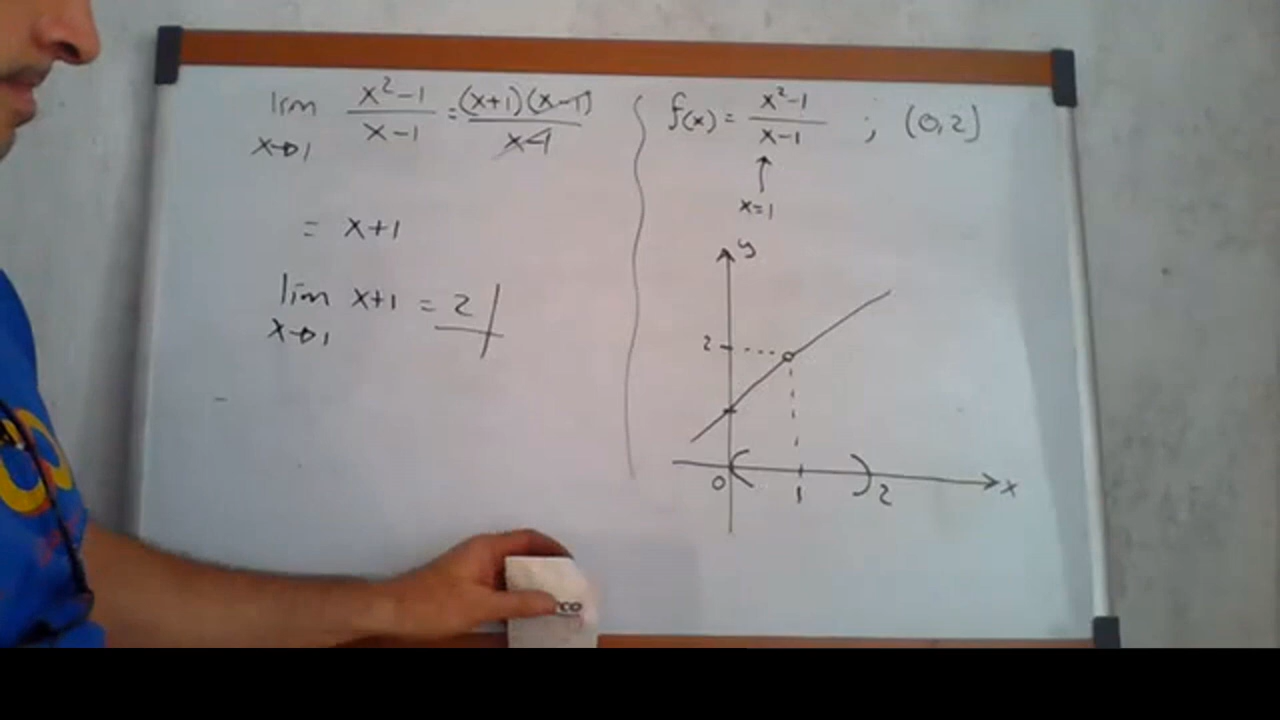 lim x²-1/x-1 = (x+1)(x-1)/x-1
x→1
= x+1
lim x+1 = 2
x→1
f(x) = x²-1/x-1 ; (0,2)
↑
x=1
y
2
0 ( 1 ) 2 x